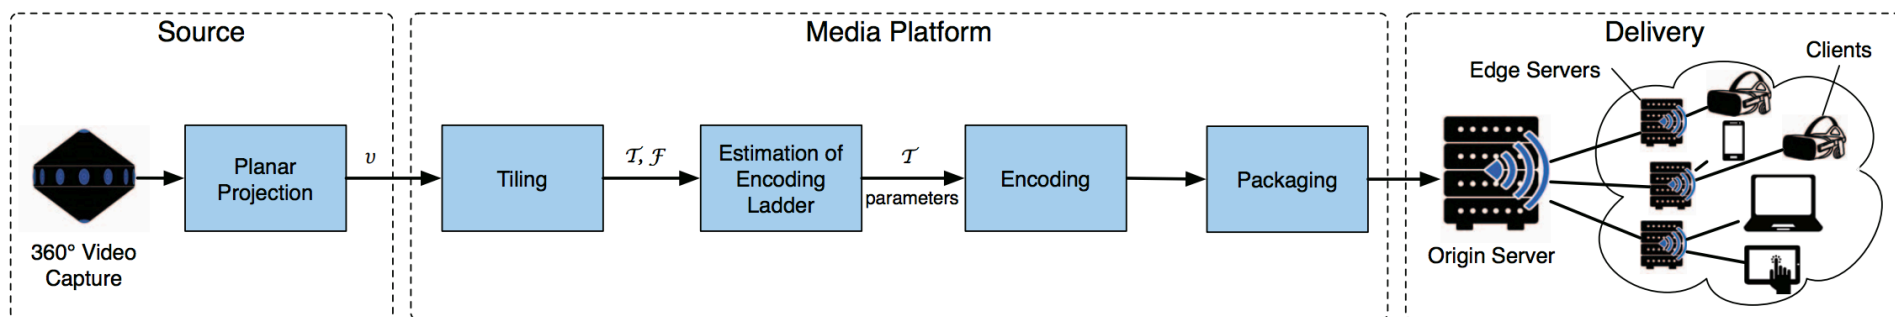 Source
Media Platform
Delivery
Clients
Edge Servers
Planar
Projection
υ
Tiling
𝒯, ℱ
Estimation of
Encoding
Ladder
𝒯
parameters
Encoding
Packaging
360° Video
Capture
Origin Server